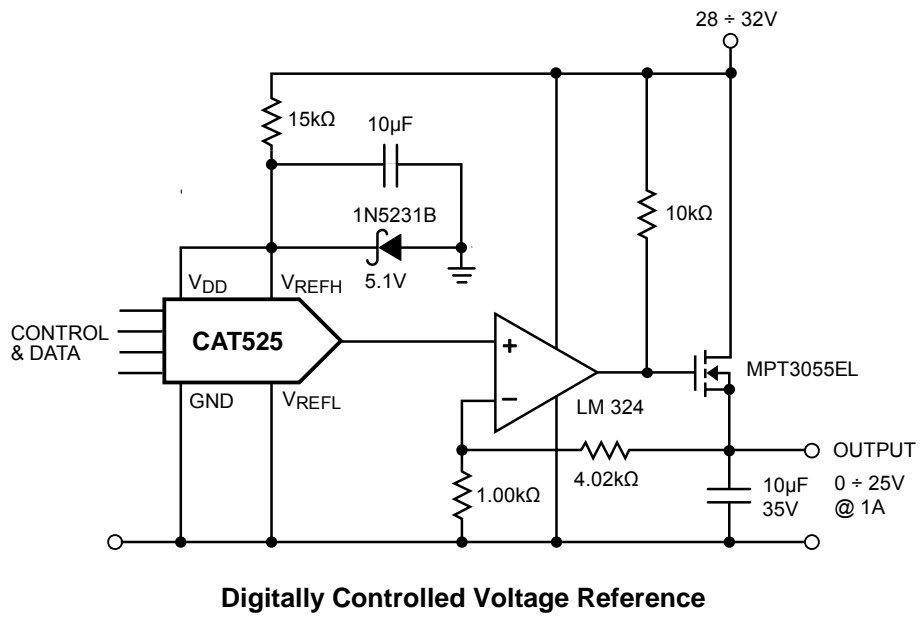 28 ÷ 32V
15kΩ
10µF
1N5231B
5.1V
10kΩ
VDD
VREFH
CONTROL
& DATA
CAT525
+
−
LM 324
MPT3055EL
GND
VREFL
4.02kΩ
1.00kΩ
OUTPUT
10µF
35V
0 ÷ 25V
@ 1A
Digitally Controlled Voltage Reference